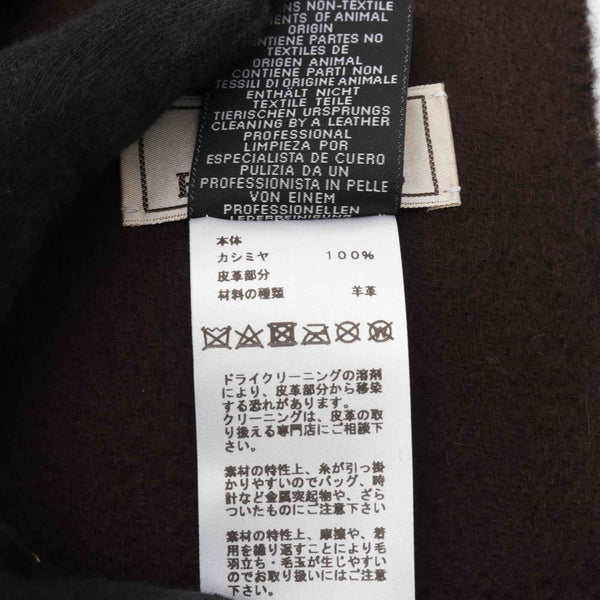 DANS NON-TEXTILE
ELEMENTS OF ANIMAL
ORIGIN
CONTIENE PARTES NO
TEXTILES DE
ORIGEN ANIMAL
CONTIENE PARTI NON
TESSILI DI ORIGINE ANIMALE
ENTHÄLT NICHT
TEXTILE TEILE
TIERISCHEN URSPRUNGS
CLEANING BY A LEATHER
PROFESSIONAL
LIMPIEZA POR
ESPECIALISTA DE CUERO
PULIZIA DA UN
PROFESSIONISTA IN PELLE
VON EINEM
PROFESSIONELLEN
LEDERREINIGUNG
本体
カシミヤ 100%
皮革部分
材料の種類 羊革
ドライクリーニングの溶剤
により、皮革部分から移染
する恐れがあります。
クリーニングは、皮革の取
り扱える専門店にご相談下
さい。
素材の特性上、糸が引っ掛
かりやすいのでバッグ、時
計など金属突起物や、ざら
ついたものにご注意下さい
素材の特性上、摩擦や、着
用を繰り返すことにより毛
羽立ち・毛玉が生じやすい
のでお取り扱いにはご注意
下さい。